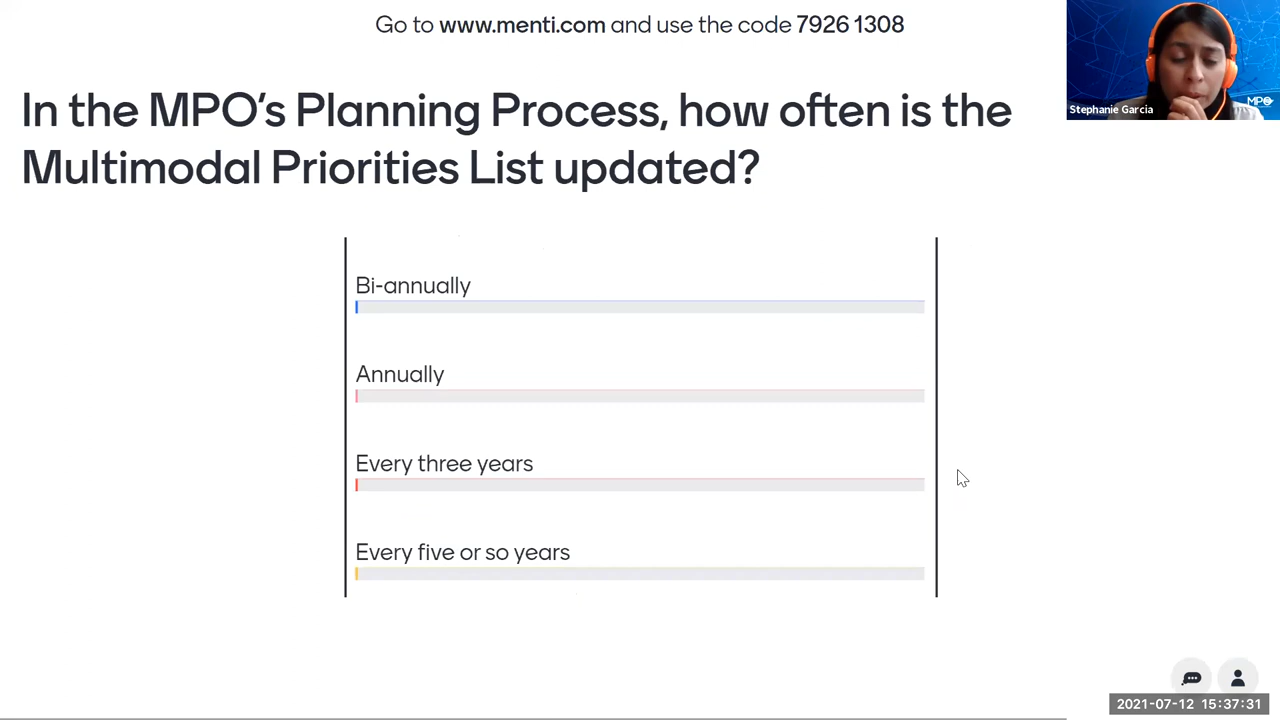 Go to www.menti.com and use the code 7926 1308
Stephanie Garcia
MPO
In the MPO's Planning Process, how often is the
Multimodal Priorities List updated?
Bi-annually
Annually
Every three years
Every five or so years
2021-07-12 15:37:31